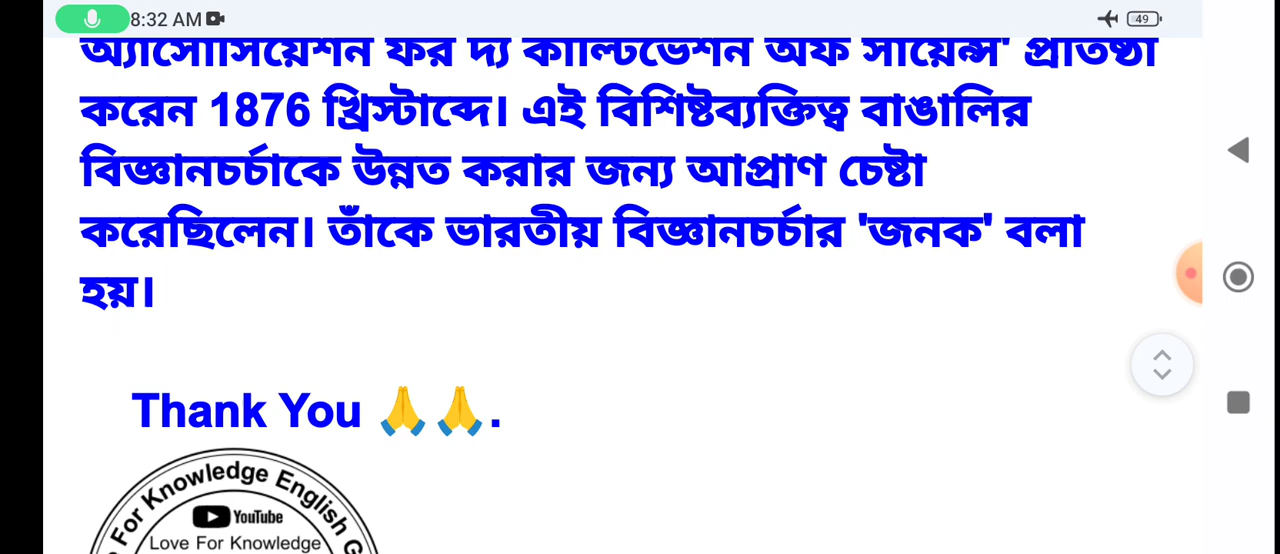 8:32 AM
49
অ্যাসোসিয়েশন ফর দ্য কাল্টিভেশন অফ সায়েন্স' প্রতিষ্ঠা
করেন 1876 খ্রিস্টাব্দে। এই বিশিষ্টব্যক্তিত্ব বাঙালির
বিজ্ঞানচর্চাকে উন্নত করার জন্য আপ্রাণ চেষ্টা
করেছিলেন। তাঁকে ভারতীয় বিজ্ঞানচর্চার 'জনক' বলা
হয়।
Thank You 🙏🙏.
For Knowledge English
YouTube
Love For Knowledge